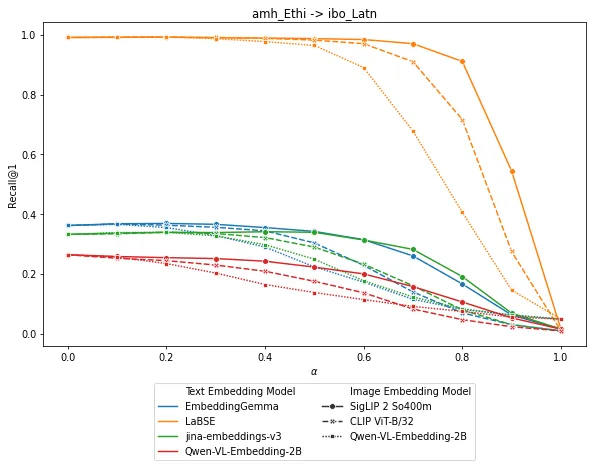 amh_Ethi -> ibo_Latn
1.0
0.8
0.6
0.4
0.2
0.0
Recall@1
0.0 0.2 0.4 0.6 0.8 1.0
α
Text Embedding Model
EmbeddingGemma
LaBSE
jina-embeddings-v3
Qwen-VL-Embedding-2B
Image Embedding Model
SigLIP 2 So400m
CLIP ViT-B/32
Qwen-VL-Embedding-2B